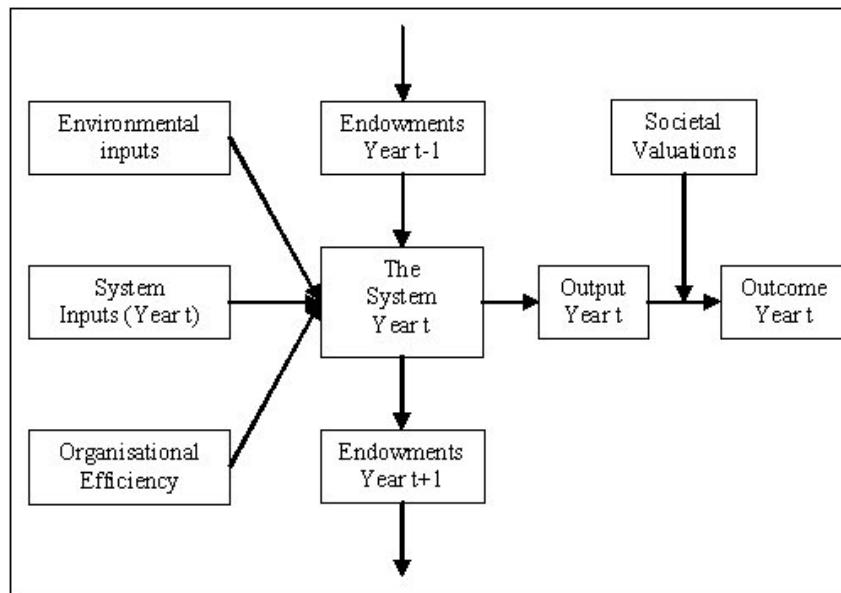 Environmental
inputs
Endowments
Year t-1
Societal
Valuations
System
Inputs (Year t)
The
System
Year t
Output
Year t
Outcome
Year t
Organisational
Efficiency
Endowments
Year t+1